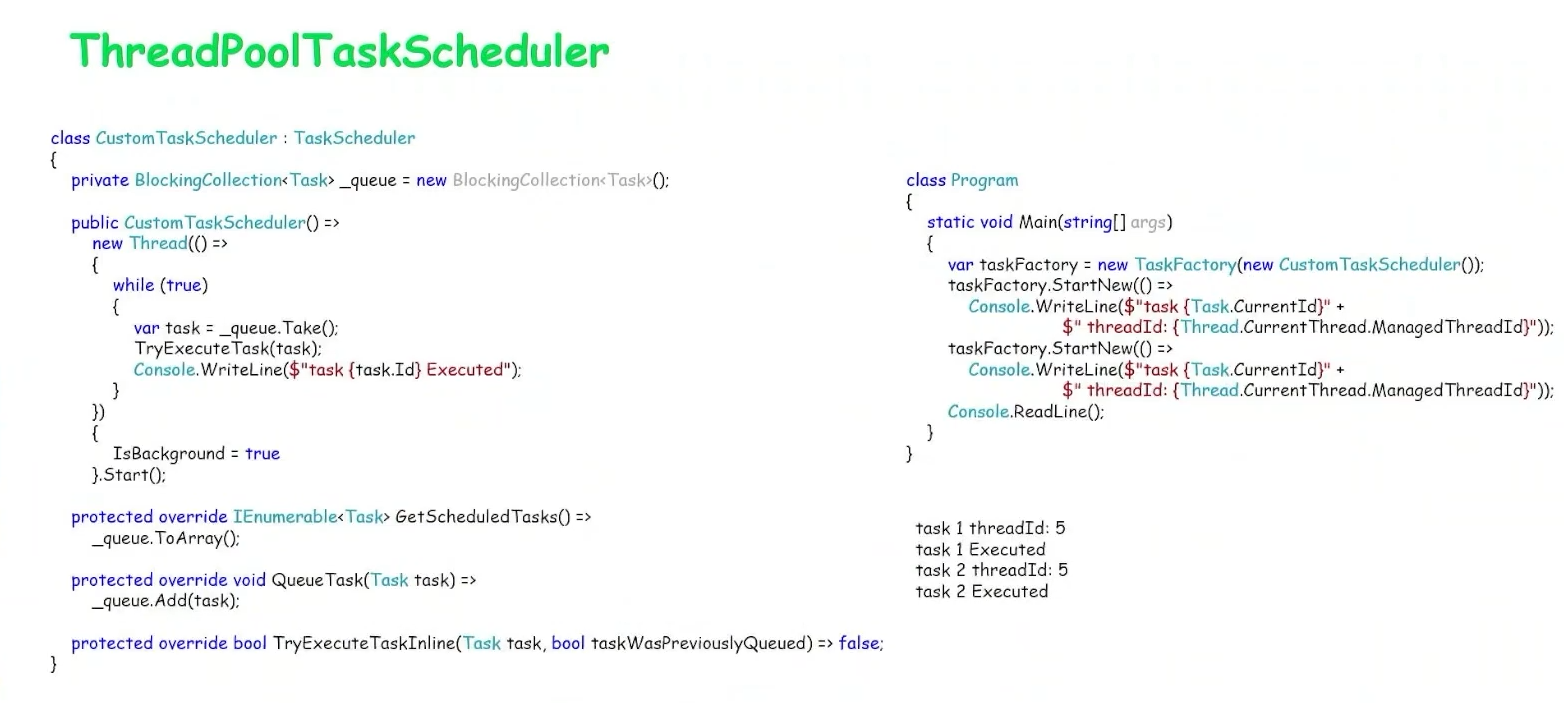 ThreadPoolTaskScheduler
class CustomTaskScheduler : TaskScheduler
{
private BlockingCollection<Task> _queue = new BlockingCollection<Task>();
public CustomTaskScheduler() =>
new Thread(() =>
{
while (true)
{
var task = _queue.Take();
TryExecuteTask(task);
Console.WriteLine($"task {task.Id} Executed");
}
})
{
IsBackground = true
}.Start();
protected override IEnumerable<Task> GetScheduledTasks() =>
_queue.ToArray();
protected override void QueueTask(Task task) =>
_queue.Add(task);
protected override bool TryExecuteTaskInline(Task task, bool taskWasPreviouslyQueued) => false;
}
class Program
{
static void Main(string[] args)
{
var taskFactory = new TaskFactory(new CustomTaskScheduler());
taskFactory.StartNew(() =>
Console.WriteLine($"task {Task.CurrentId}" +
$" threadId: {Thread.CurrentThread.ManagedThreadId}"));
taskFactory.StartNew(() =>
Console.WriteLine($"task {Task.CurrentId}" +
$" threadId: {Thread.CurrentThread.ManagedThreadId}"));
Console.ReadLine();
}
}
task 1 threadId: 5
task 1 Executed
task 2 threadId: 5
task 2 Executed